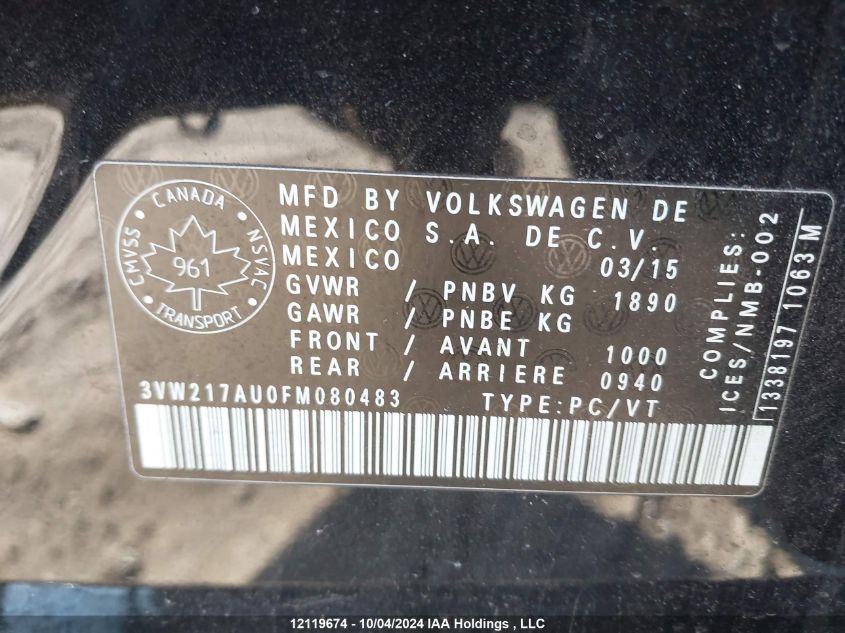 CANADA
CMVSS NSVAC
961
TRANSPORT
MFD BY VOLKSWAGEN DE
MEXICO S.A. DE C.V.
MEXICO 03/15
GVWR / PNBV KG 1890
GAWR / PNBE KG
FRONT / AVANT 1000
REAR / ARRIERE 0940
3VW217AU0FM080483 TYPE:PC/VT
COMPLIES:
ICES/NMB-002
1338197 1063M
12119674 - 10/04/2024 IAA Holdings , LLC